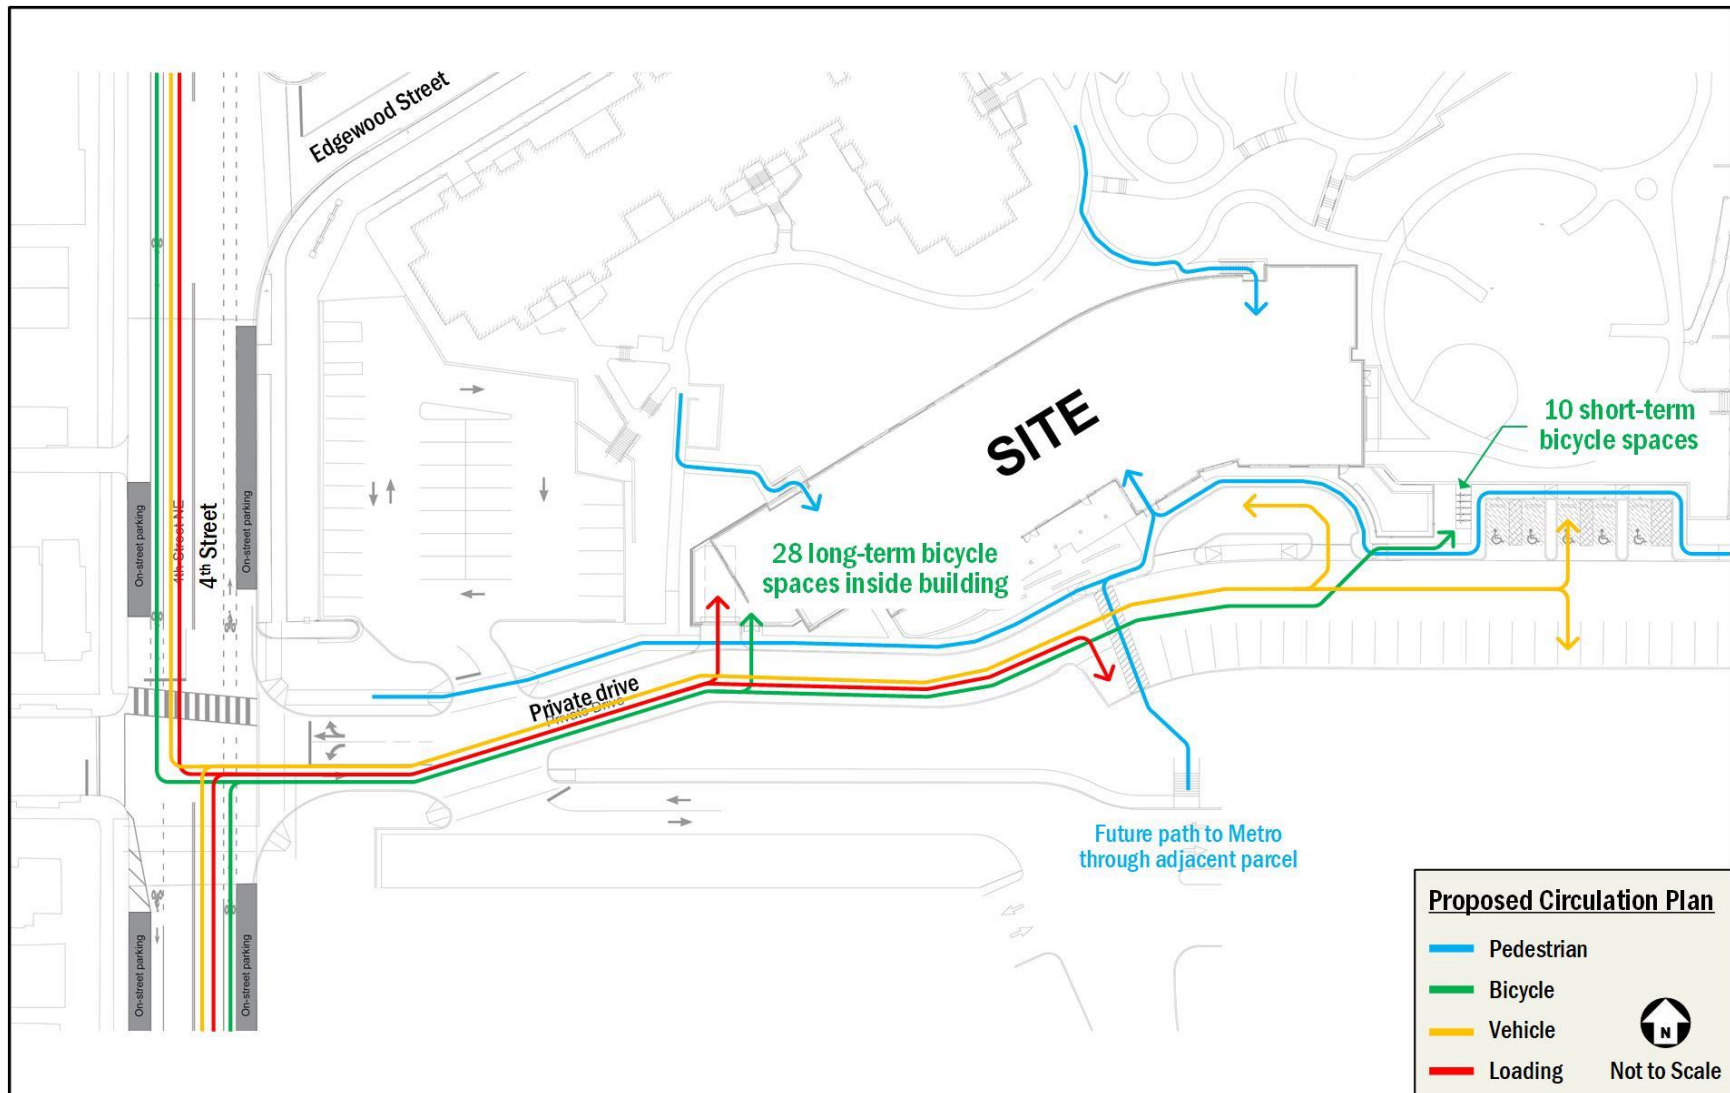 Edgewood Street
On-street parking
4th Street NE
4th Street
On-street parking
SITE
10 short-term
bicycle spaces
28 long-term bicycle
spaces inside building
Private drive
Private Drive
Future path to Metro
through adjacent parcel
On-street parking
On-street parking
Proposed Circulation Plan
Pedestrian
Bicycle
Vehicle
Loading
N
Not to Scale